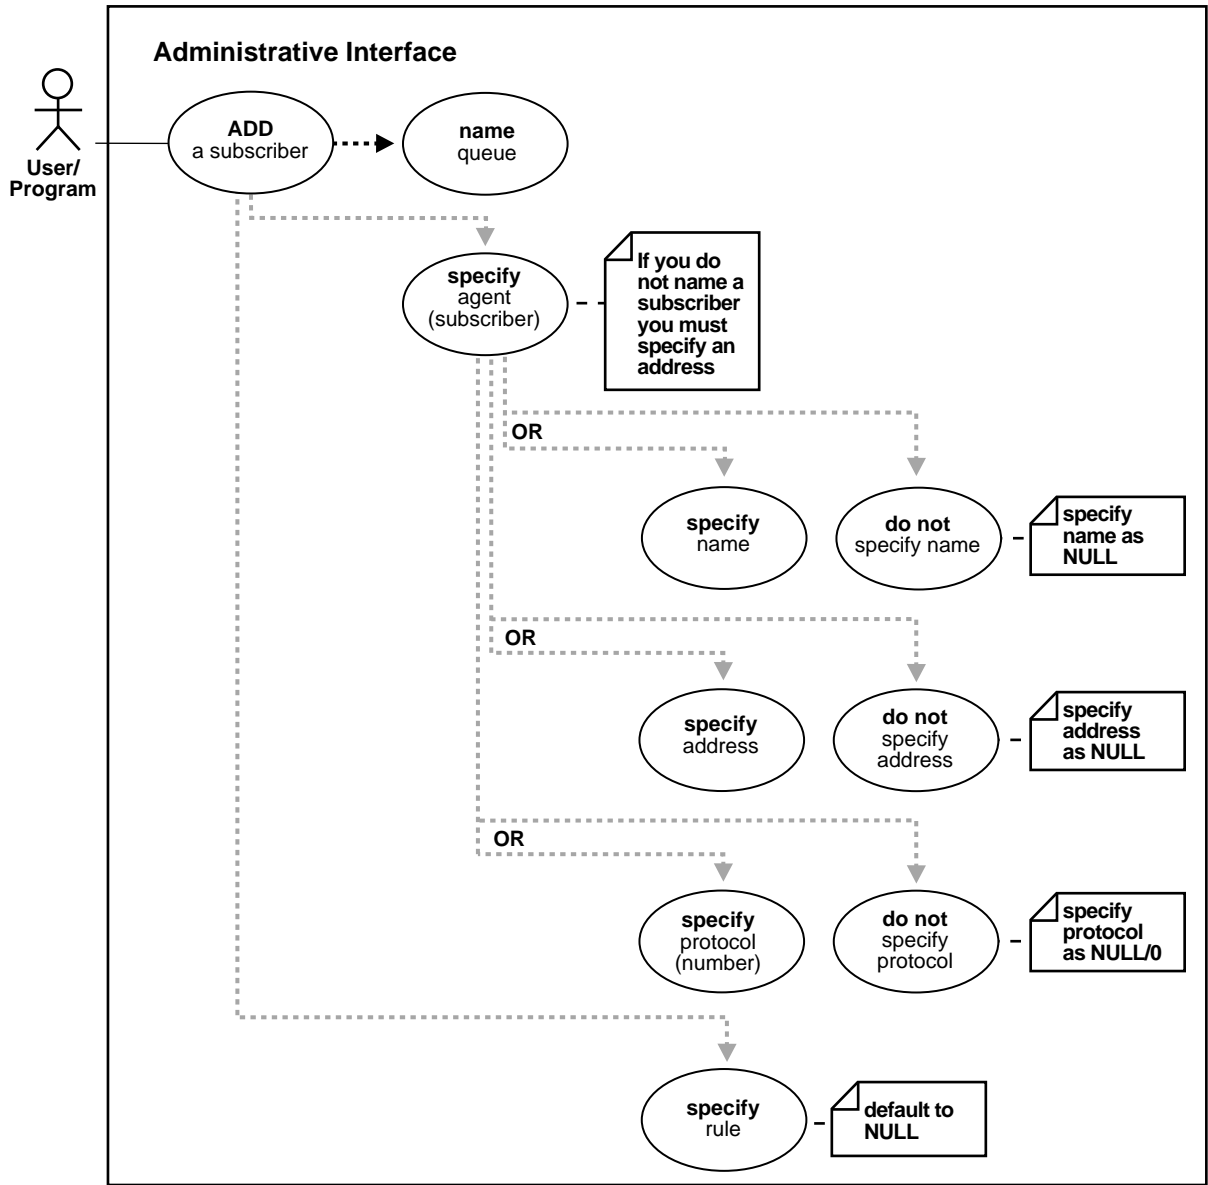 Administrative Interface
User/
Program
ADD
a subscriber
name
queue
specify
agent
(subscriber)
If you do
not name a
subscriber
you must
specify an
address
OR
specify
name
do not
specify name
specify
name as
NULL
OR
specify
address
do not
specify
address
specify
address
as NULL
OR
specify
protocol
(number)
do not
specify
protocol
specify
protocol
as NULL/0
specify
rule
default to
NULL